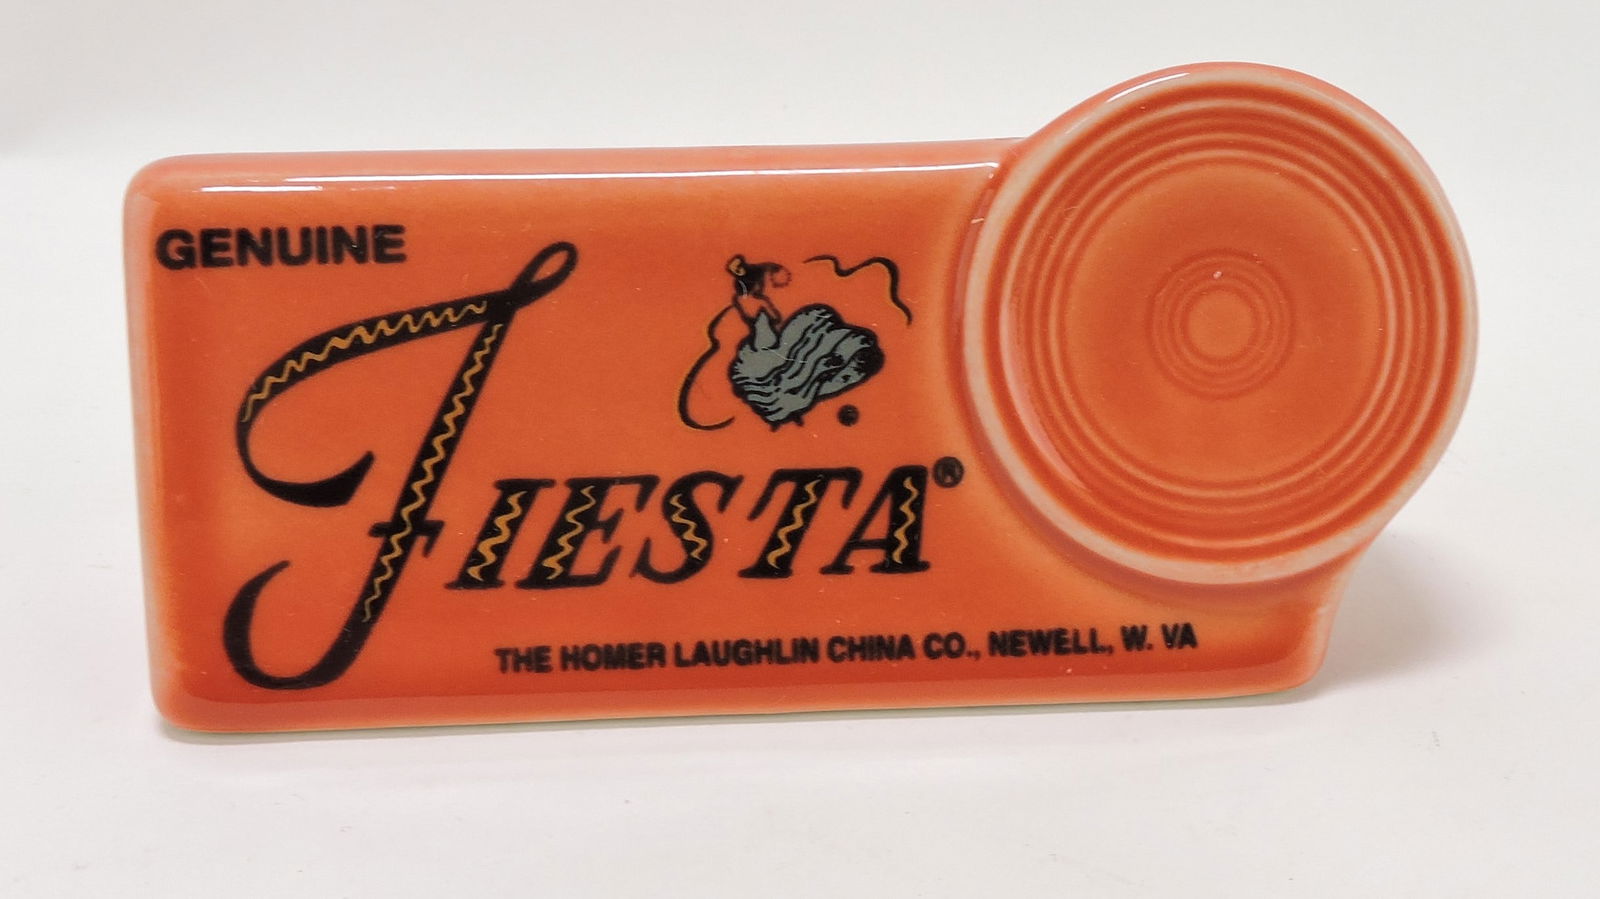 GENUINE
FIESTA®
THE HOMER LAUGHLIN CHINA CO., NEWELL, W. VA